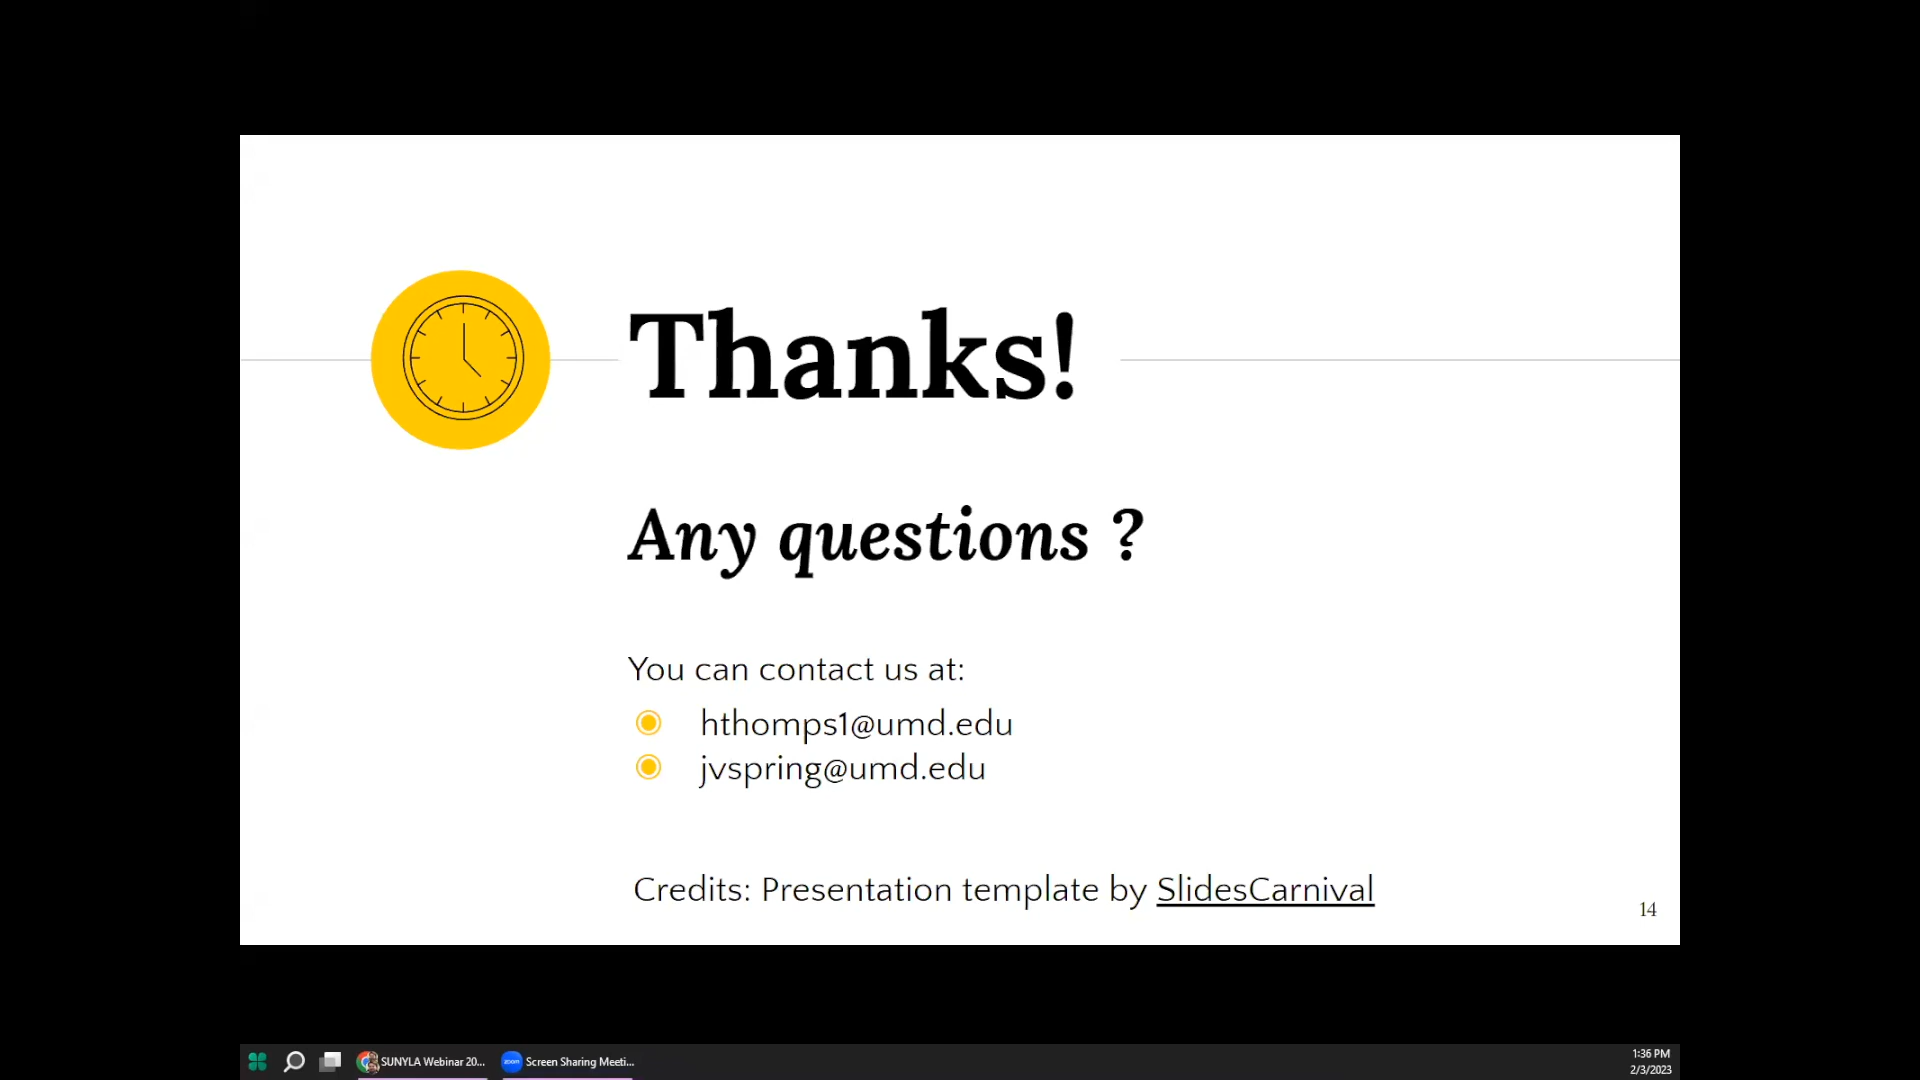 Thanks!
Any questions ?
You can contact us at:
hthomps1@umd.edu
jvspring@umd.edu
Credits: Presentation template by SlidesCarnival
14
SUNYLA Webinar 20...
zoom
Screen Sharing Meeti...
1:36 PM
2/3/2023